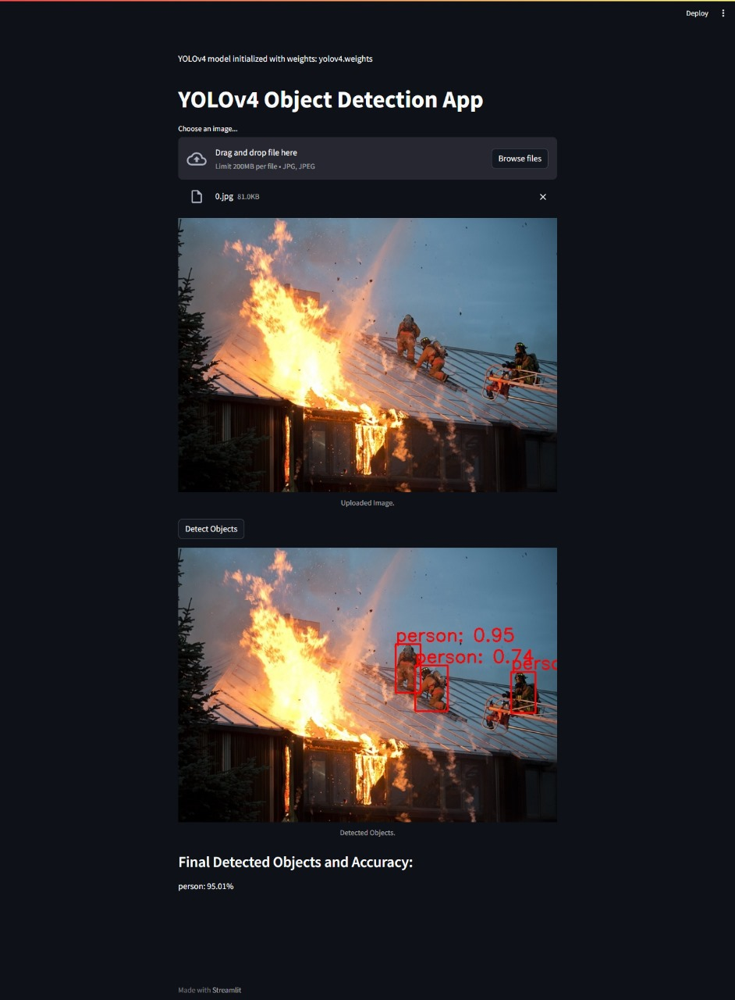 Deploy
YOLOv4 model initialized with weights: yolov4.weights
YOLOv4 Object Detection App
Choose an image...
Drag and drop file here
Limit 200MB per file • JPG, JPEG
Browse files
0.jpg 81.0KB
Uploaded Image.
Detect Objects
person: 0.95
person: 0.74
perso
Detected Objects.
Final Detected Objects and Accuracy:
person: 95.01%
Made with Streamlit